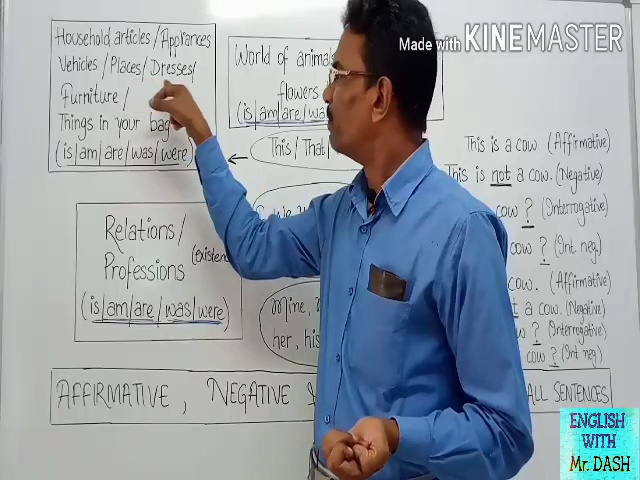 Household articles/Appliances
Vehicles/Places/Dresses/
Furniture/
Things in your bag
(is/am/are/was/were)
World of animals
flowers
(is/am/are/wa
This/That/
Relations/
Professions (Existen
(is/am/are/was/were)
Mine,
her, his
This is a cow (Affirmative)
This is not a cow. (Negative)
cow ? (Interrogative)
cow ? (Int. neg.)
cow. (Affirmative)
a cow. (Negative)
? (Interrogative)
cow ? (Int neg)
AFFIRMATIVE, NEGATIVE
ALL SENTENCES
Made with KINEMASTER
ENGLISH
WITH
Mr. DASH